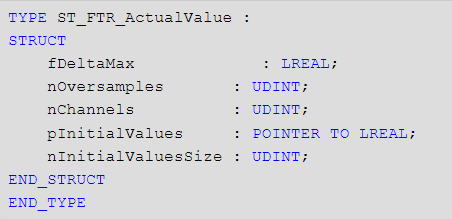 TYPE ST_FTR_ActualValue :
STRUCT
    fDeltaMax          : LREAL;
    nOversamples      : UDINT;
    nChannels         : UDINT;
    pInitialValues    : POINTER TO LREAL;
    nInitialValuesSize : UDINT;
END_STRUCT
END_TYPE